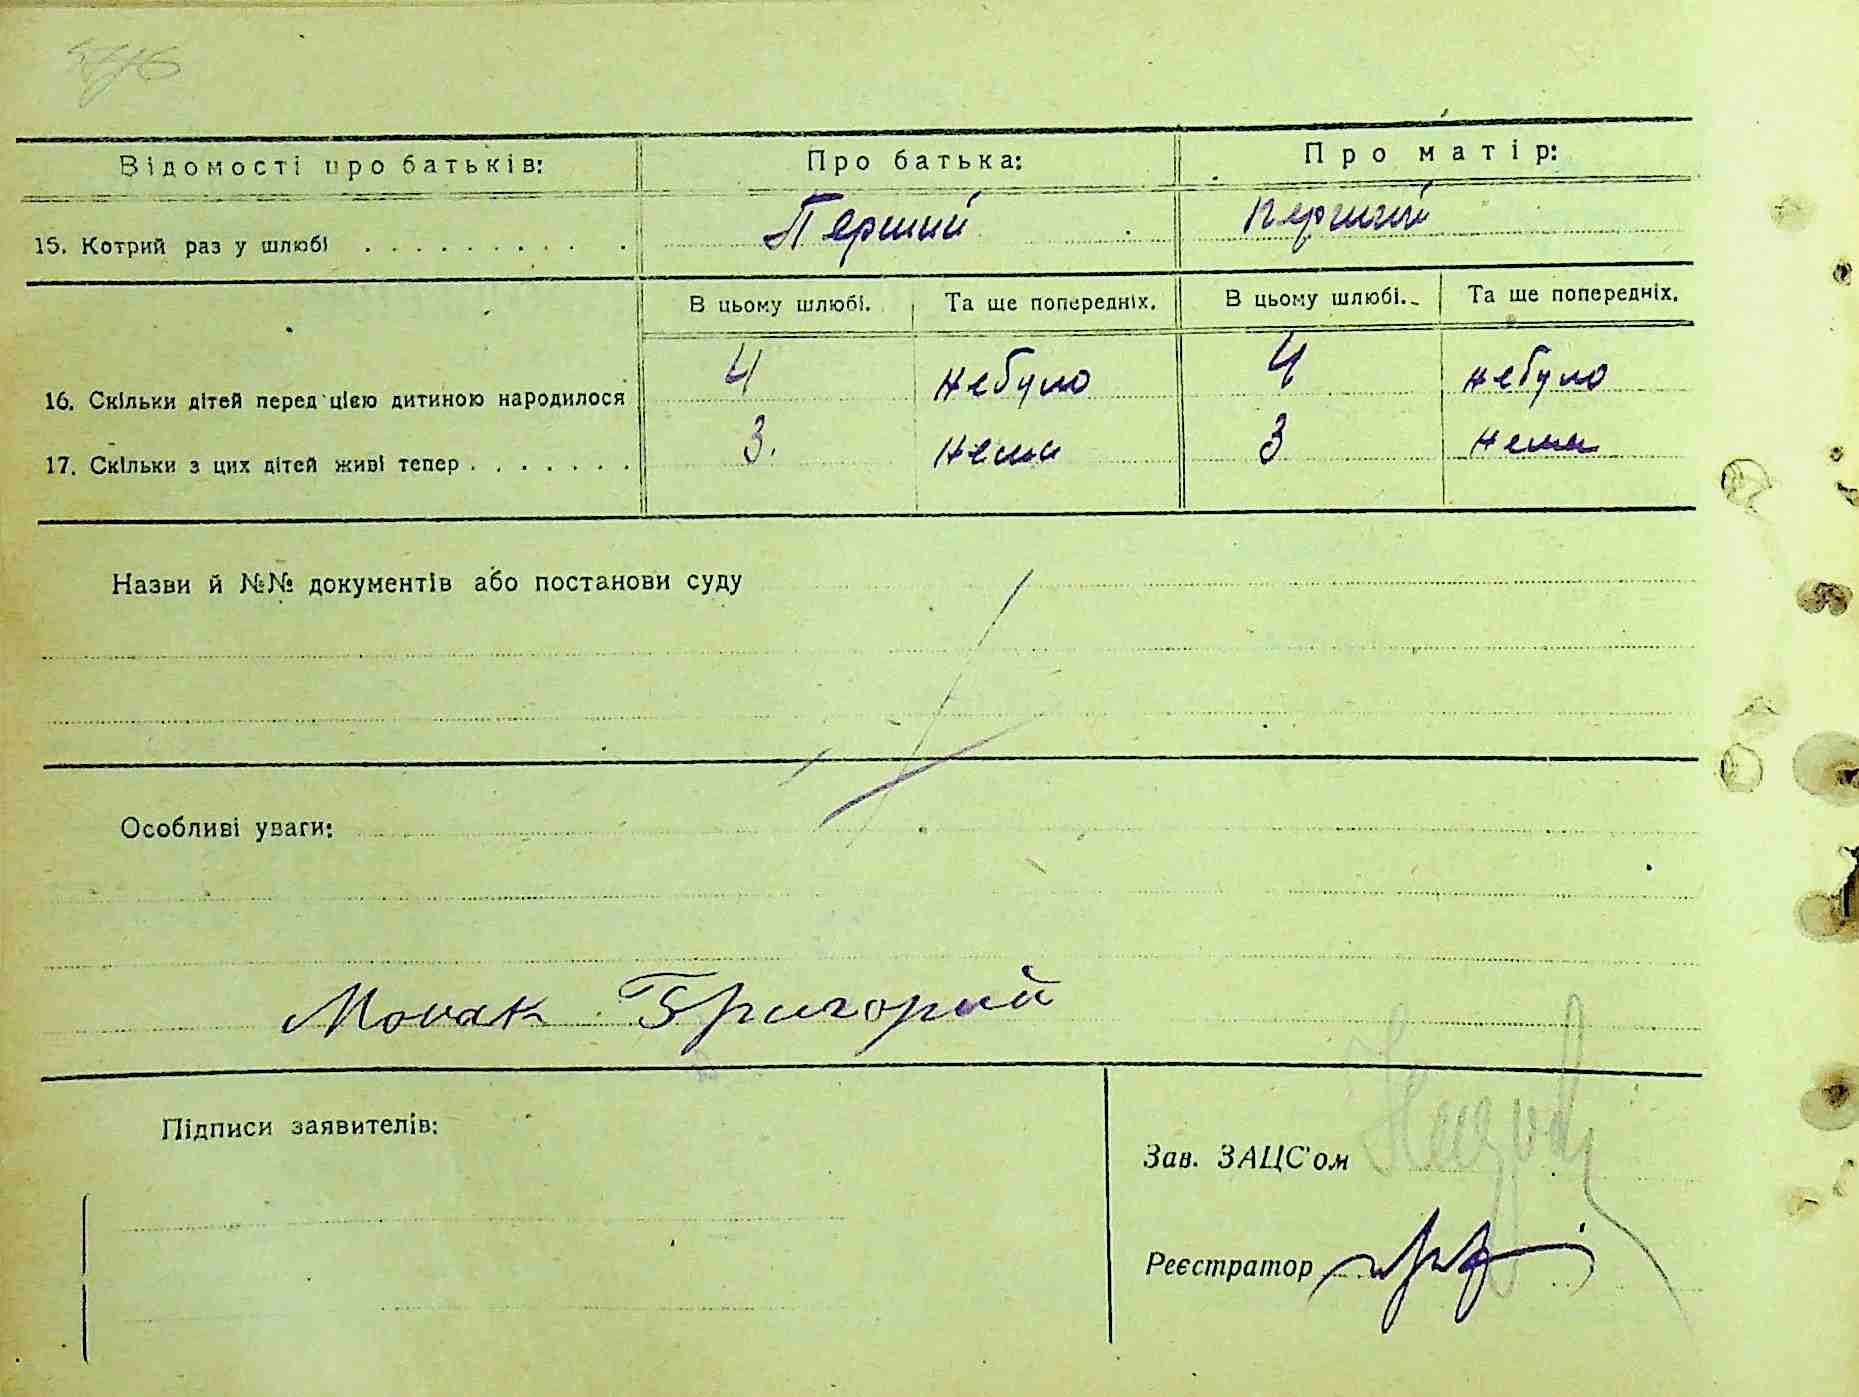 Відомості про батьків: Про батька: Про матір:
15. Котрий раз у шлюбі . . . . . . . . . . Перший перший
В цьому шлюбі. Та ще попередніх. В цьому шлюбі. Та ще попередніх.
16. Скільки дітей перед цією дитиною народилося 4 небуло 4 небуло
17. Скільки з цих дітей живі тепер . . . . . . . 3. нема 3 нема
Назви й №№ документів або постанови суду
Особливі уваги:
Григорий
Підписи заявителів:
Зав. ЗАЦС'ом
Реєстратор